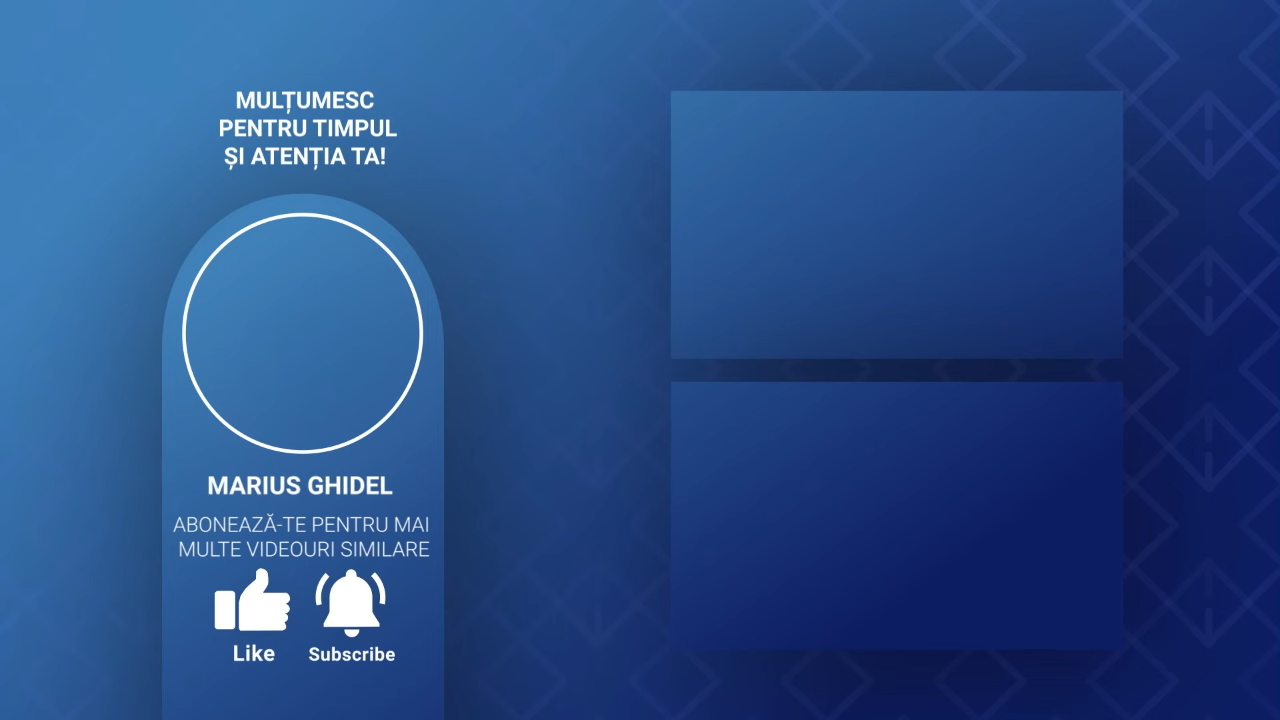 MULȚUMESC
PENTRU TIMPUL
ȘI ATENȚIA TA!
MARIUS GHIDEL
ABONEAZĂ-TE PENTRU MAI
MULTE VIDEOURI SIMILARE
Like
Subscribe